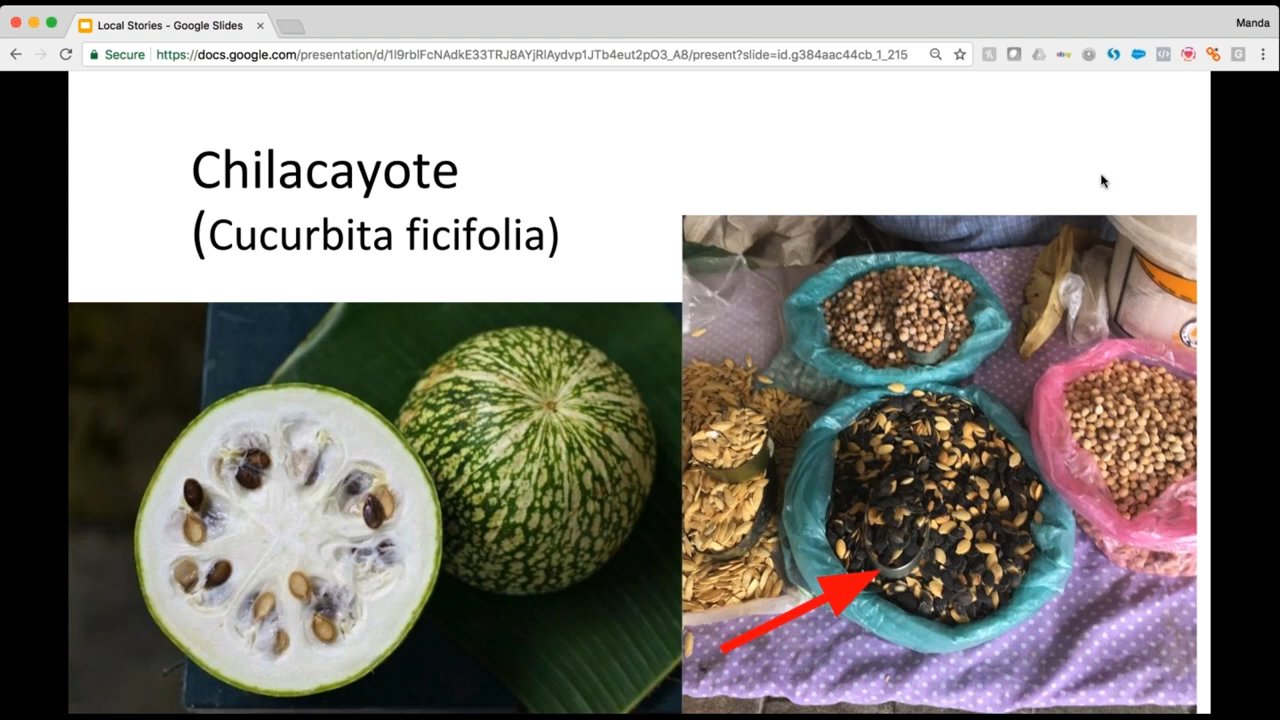 Local Stories - Google Slides
Manda
Secure
https://docs.google.com/presentation/d/1l9rblFcNAdkE33TRJ8AYjRlAydvp1JTb4eut2pO3_A8/present?slide=id.g384aac44cb_1_215
Chilacayote
(Cucurbita ficifolia)